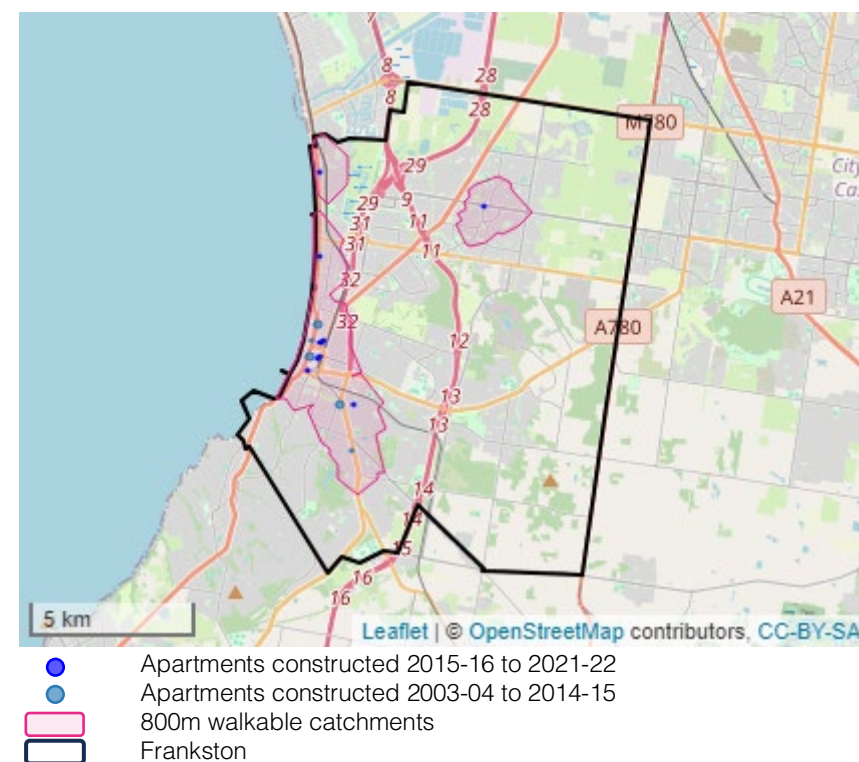 7
8
8
28
28
M780
City
Ca
29
29
9
31
11
31
11
32
A21
32
A780
12
13
13
14
14
15
16
16
5 km
Leaflet | © OpenStreetMap contributors, CC-BY-SA
Apartments constructed 2015-16 to 2021-22
Apartments constructed 2003-04 to 2014-15
800m walkable catchments
Frankston